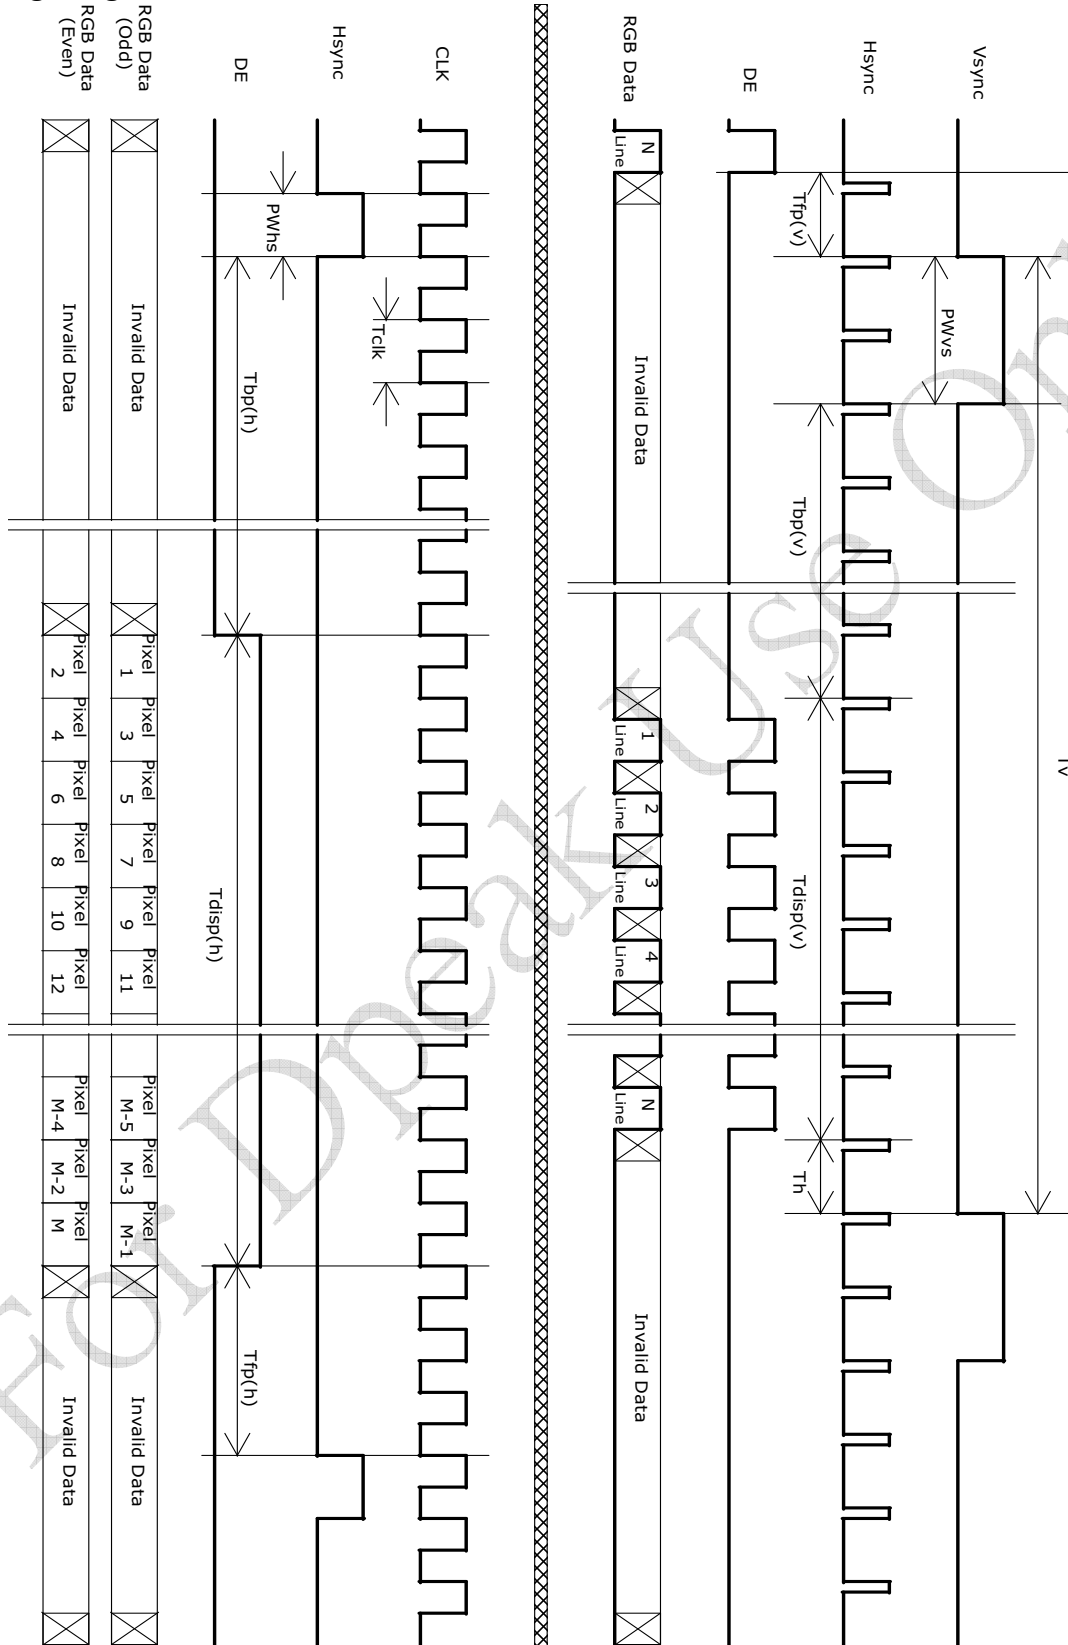 Vsync
Hsync
DE
RGB Data
Tv
Tfp(v)
PWvs
Tbp(v)
Tdisp(v)
Th
N
Line
Invalid Data
1
Line
2
Line
3
Line
4
Line
N
Line
Invalid Data
CLK
Hsync
DE
RGB Data
(Odd)
RGB Data
(Even)
Tclk
PWhs
Tbp(h)
Tdisp(h)
Tfp(h)
Invalid Data
Pixel Pixel Pixel Pixel Pixel Pixel
1 3 5 7 9 11
Pixel Pixel Pixel
M-5 M-3 M-1
Invalid Data
Invalid Data
Pixel Pixel Pixel Pixel Pixel Pixel
2 4 6 8 10 12
Pixel Pixel Pixel
M-4 M-2 M
Invalid Data
For Dpeak Use